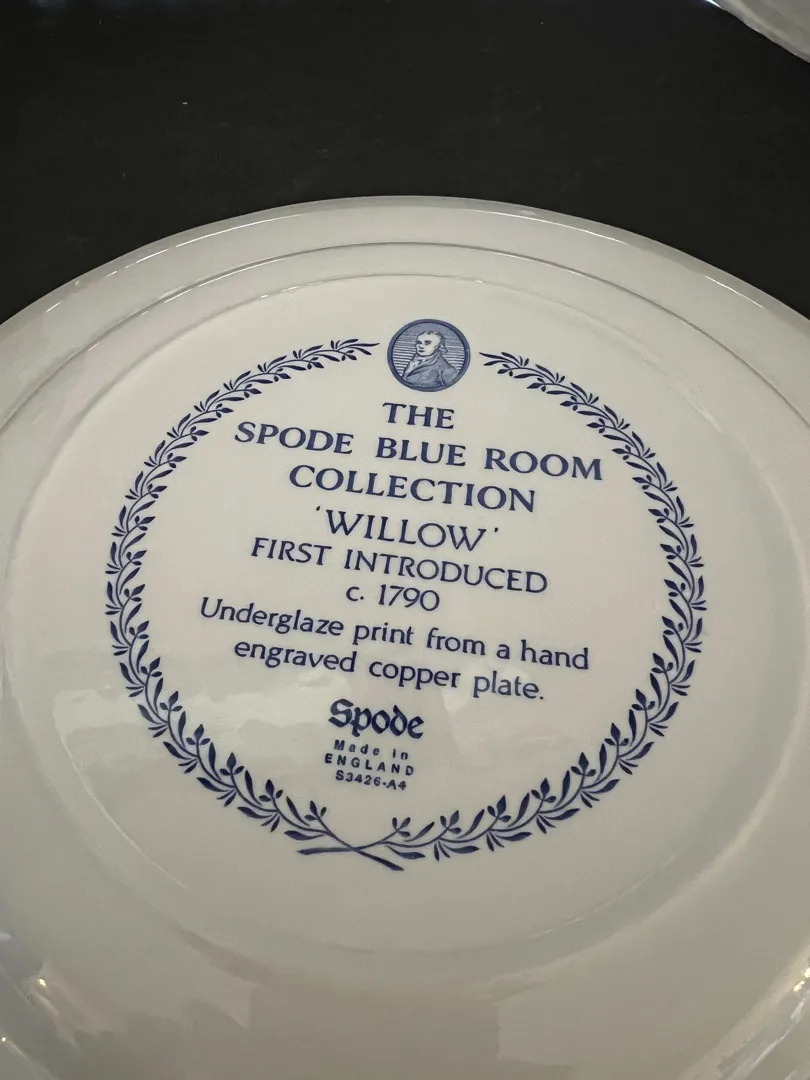 THE
SPODE BLUE ROOM
COLLECTION
'WILLOW'
FIRST INTRODUCED
c. 1790
Underglaze print from a hand
engraved copper plate.
Spode
Made in
ENGLAND
S3426-A4